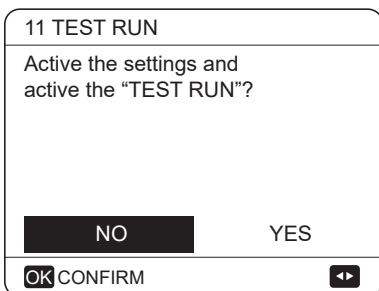 11 TEST RUN
Active the settings and
active the “TEST RUN”?
NO YES
OK CONFIRM